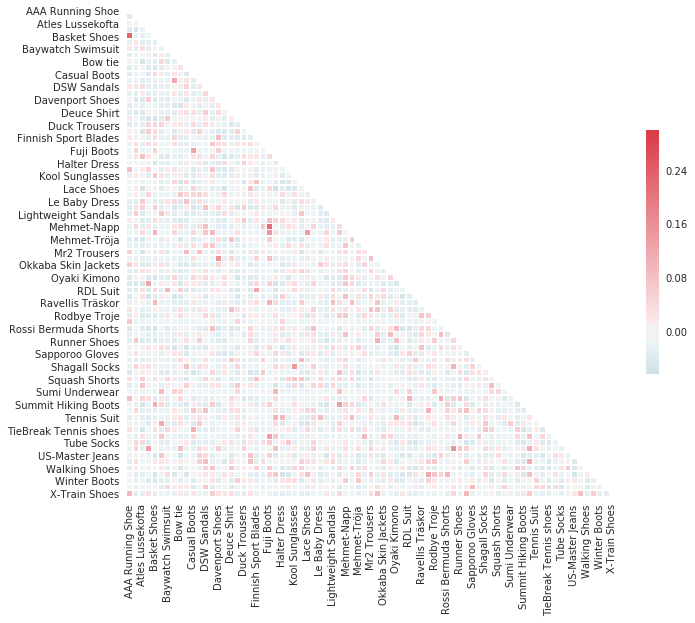 AAA Running Shoe
Atles Lussekofta
Basket Shoes
Baywatch Swimsuit
Bow tie
Casual Boots
DSW Sandals
Davenport Shoes
Deuce Shirt
Duck Trousers
Finnish Sport Blades
Fuji Boots
Halter Dress
Kool Sunglasses
Lace Shoes
Le Baby Dress
Lightweight Sandals
Mehmet-Napp
Mehmet-Tröja
Mr2 Trousers
Okkaba Skin Jackets
Oyaki Kimono
RDL Suit
Ravellis Träskor
Rodbye Troje
Rossi Bermuda Shorts
Runner Shoes
Sapporoo Gloves
Shagall Socks
Squash Shorts
Sumi Underwear
Summit Hiking Boots
Tennis Suit
TieBreak Tennis shoes
Tube Socks
US-Master Jeans
Walking Shoes
Winter Boots
X-Train Shoes
0.24
0.16
0.08
0.00
AAA Running Shoe
Atles Lussekofta
Basket Shoes
Baywatch Swimsuit
Bow tie
Casual Boots
DSW Sandals
Davenport Shoes
Deuce Shirt
Duck Trousers
Finnish Sport Blades
Fuji Boots
Halter Dress
Kool Sunglasses
Lace Shoes
Le Baby Dress
Lightweight Sandals
Mehmet-Napp
Mehmet-Tröja
Mr2 Trousers
Okkaba Skin Jackets
Oyaki Kimono
RDL Suit
Ravellis Träskor
Rodbye Troje
Rossi Bermuda Shorts
Runner Shoes
Sapporoo Gloves
Shagall Socks
Squash Shorts
Sumi Underwear
Summit Hiking Boots
Tennis Suit
TieBreak Tennis shoes
Tube Socks
US-Master Jeans
Walking Shoes
Winter Boots
X-Train Shoes